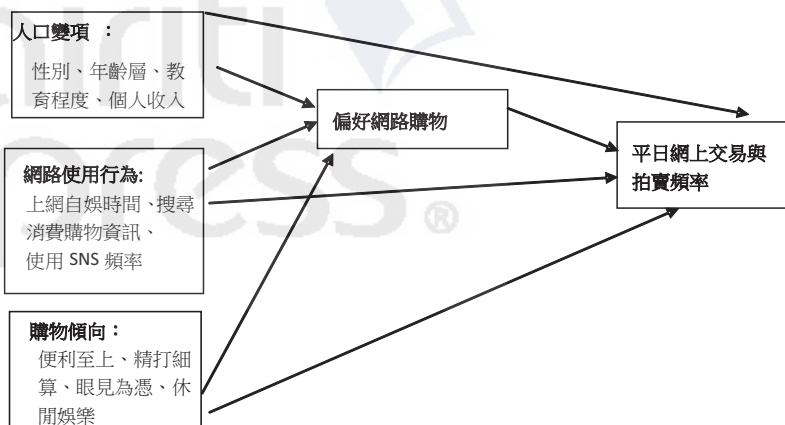 人口變項 ：
性別、年齡層、教
育程度、個人收入
偏好網路購物
平日網上交易與
拍賣頻率
網路使用行為:
上網自娛時間、搜尋
消費購物資訊、
使用 SNS 頻率
購物傾向：
便利至上、精打細
算、眼見為憑、休
閒娛樂
press ®